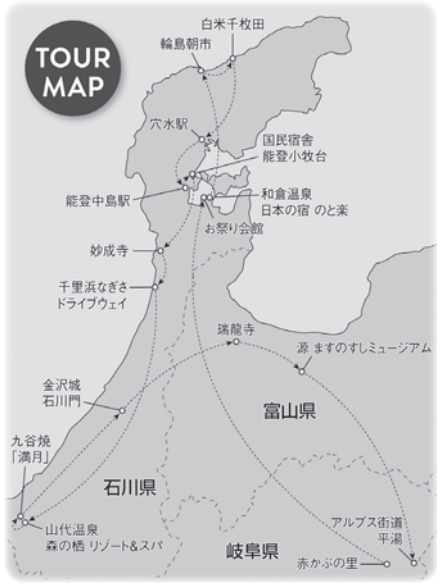 TOUR
MAP
白米千枚田
輪島朝市
穴水駅
国民宿舎
能登小牧台
能登中島駅
和倉温泉
日本の宿 のと楽
お祭り会館
妙成寺
千里浜なぎさ
ドライブウェイ
瑞龍寺
源 ますのすしミュージアム
金沢城
石川門
富山県
九谷焼
「満月」
石川県
山代温泉
森の栖 リゾート&スパ
岐阜県
アルプス街道
平湯
赤かぶの里